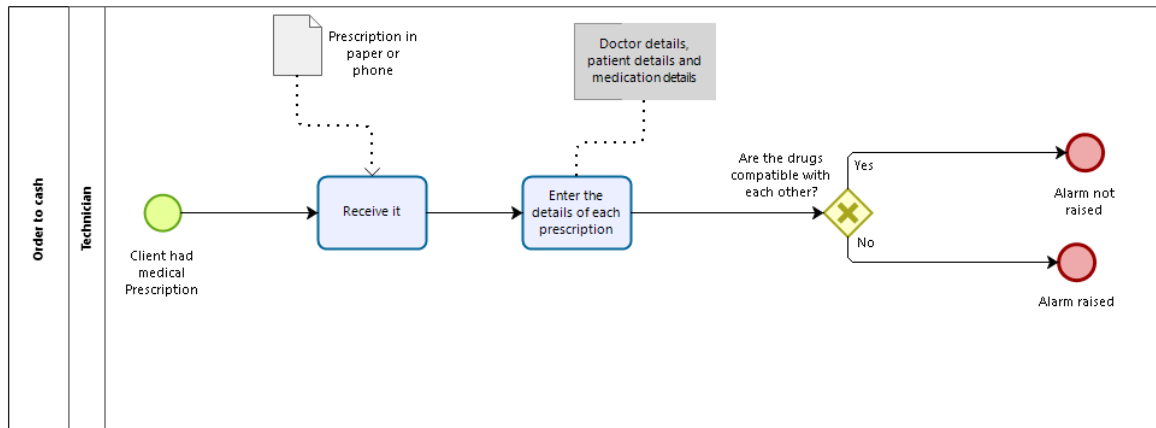 Order to cash
Technician
Client had
medical
Prescription
Prescription in
paper or
phone
Receive it
Doctor details,
patient details and
medication details
Enter the
details of each
prescription
Are the drugs
compatible with
each other?
Yes
No
Alarm not
raised
Alarm raised